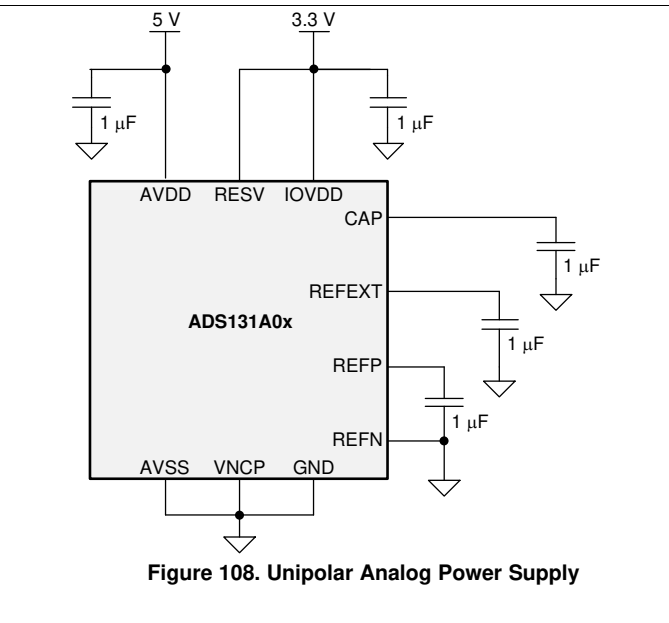 5 V
3.3 V
1 μF
1 μF
AVDD
RESV
IOVDD
CAP
1 μF
REFEXT
ADS131A0x
1 μF
REFP
1 μF
REFN
AVSS
VNCP
GND
Figure 108. Unipolar Analog Power Supply